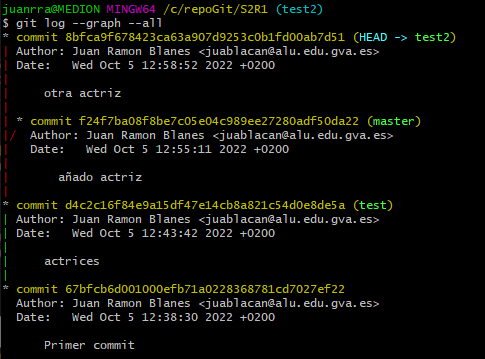 juanrra@MEDION MINGW64 /c/repoGit/S2R1 (test2)
$ git log --graph --all
* commit 8bfca9f678423ca63a907d9253c0b1fd00ab7d51 (HEAD -> test2)
| Author: Juan Ramon Blanes <juablacan@alu.edu.gva.es>
| Date:   Wed Oct 5 12:58:52 2022 +0200
|
|     otra actriz
|
| * commit f24f7ba08f8be7c05e04c989ee27280adf50da22 (master)
|/  Author: Juan Ramon Blanes <juablacan@alu.edu.gva.es>
|   Date:   Wed Oct 5 12:55:11 2022 +0200
|
|       añado actriz
|
* commit d4c2c16f84e9a15df47e14cb8a821c54d0e8de5a (test)
| Author: Juan Ramon Blanes <juablacan@alu.edu.gva.es>
| Date:   Wed Oct 5 12:43:42 2022 +0200
|
|     actrices
|
* commit 67bfcb6d001000efb71a0228368781cd7027ef22
  Author: Juan Ramon Blanes <juablacan@alu.edu.gva.es>
  Date:   Wed Oct 5 12:38:30 2022 +0200

      Primer commit